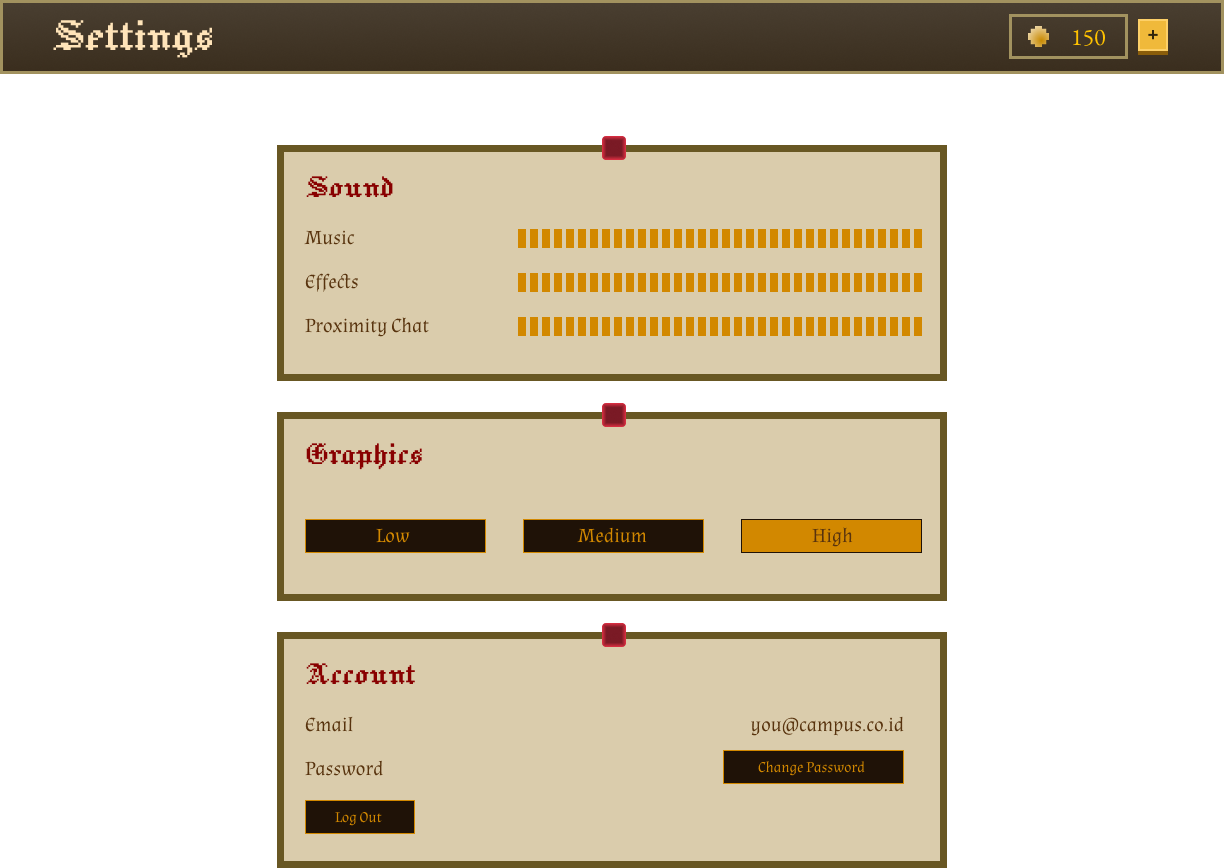 Settings
150
+
Sound
Music
Effects
Proximity Chat
Graphics
Low
Medium
High
Account
Email
you@campus.co.id
Password
Change Password
Log Out